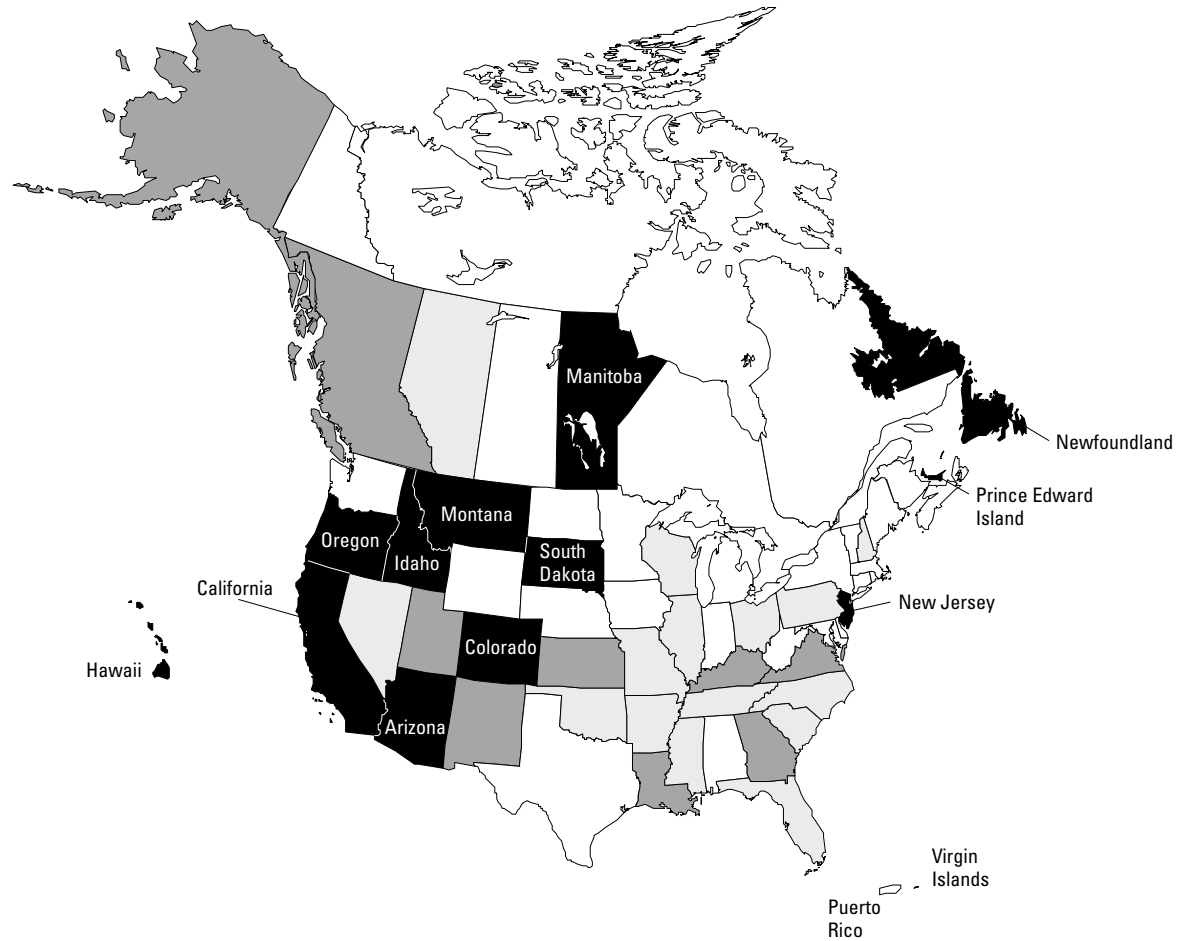 Manitoba
Newfoundland
Prince Edward
Island
Montana
Oregon
Idaho
South
Dakota
California
New Jersey
Colorado
Hawaii
Arizona
Virgin
Islands
Puerto
Rico